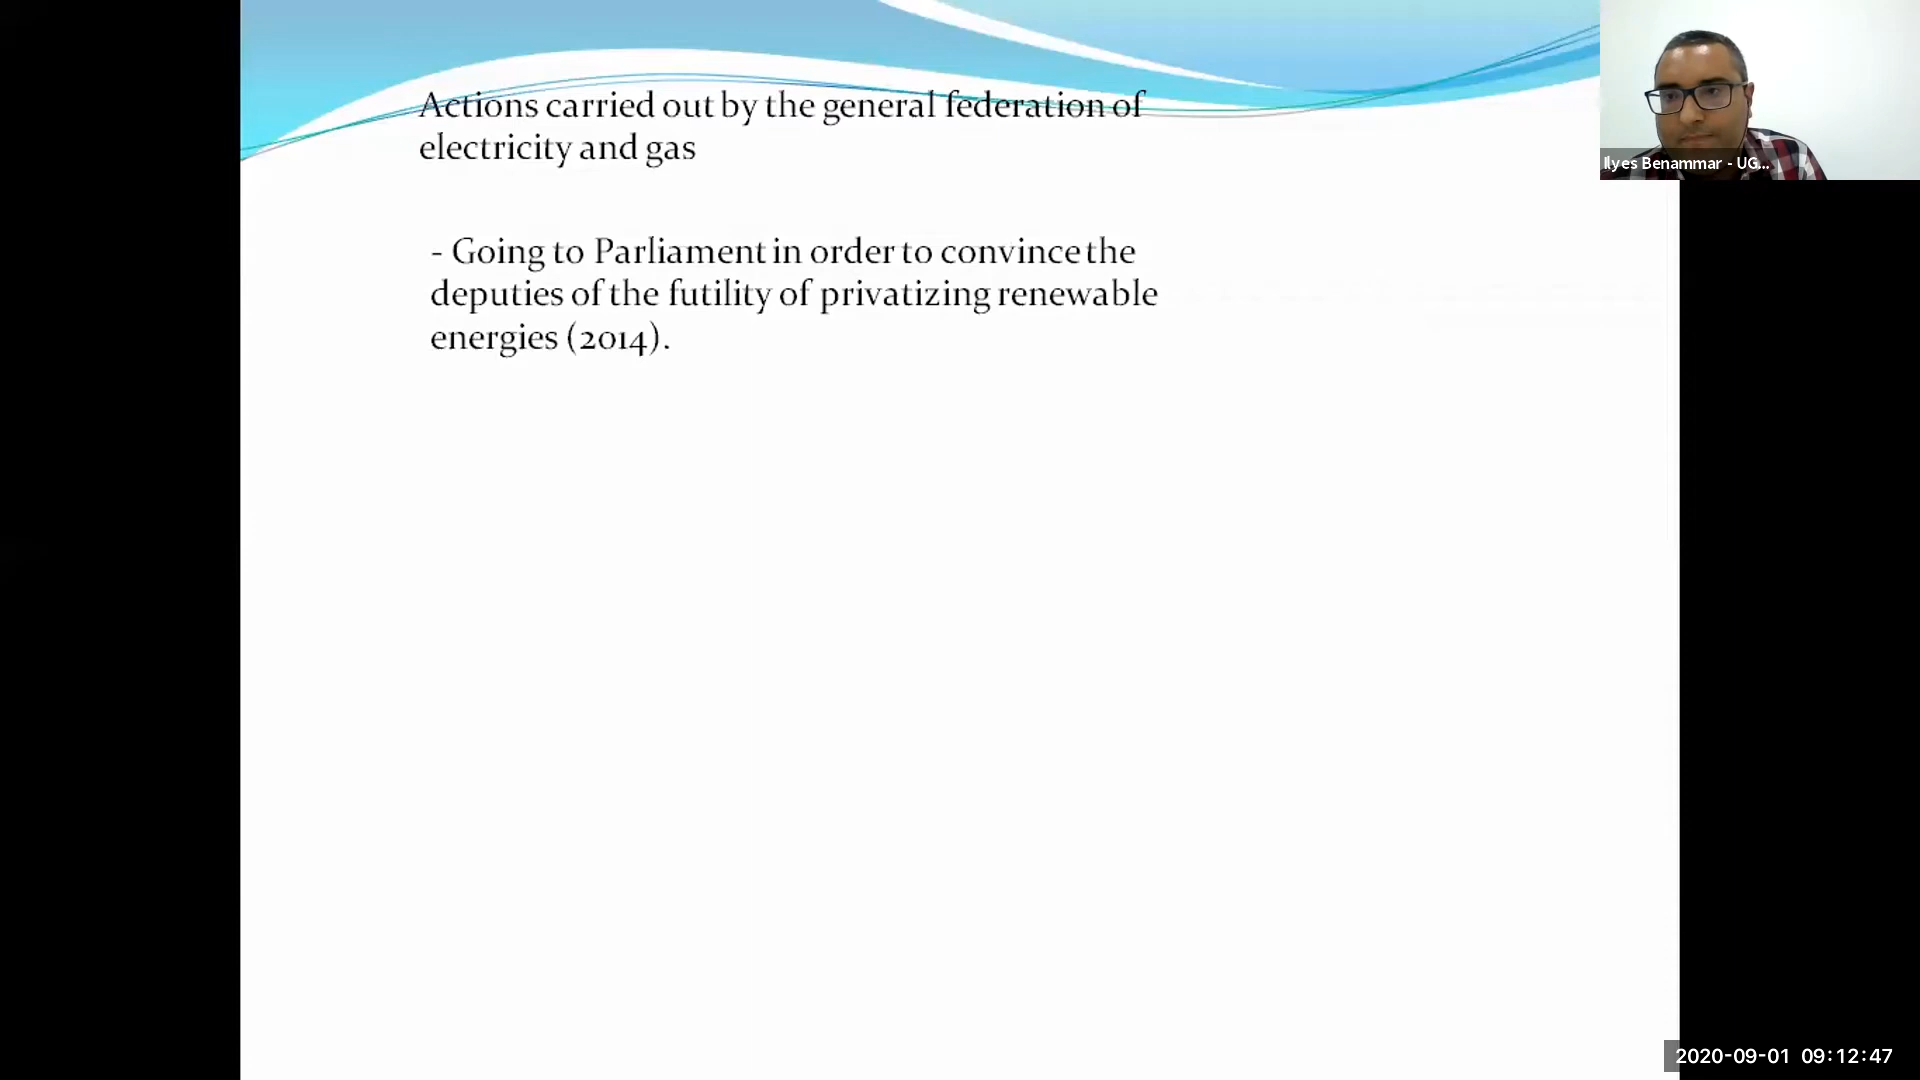 Actions carried out by the general federation of
electricity and gas
- Going to Parliament in order to convince the
deputies of the futility of privatizing renewable
energies (2014).
Ilyes Benammar - UG...
2020-09-01 09:12:47